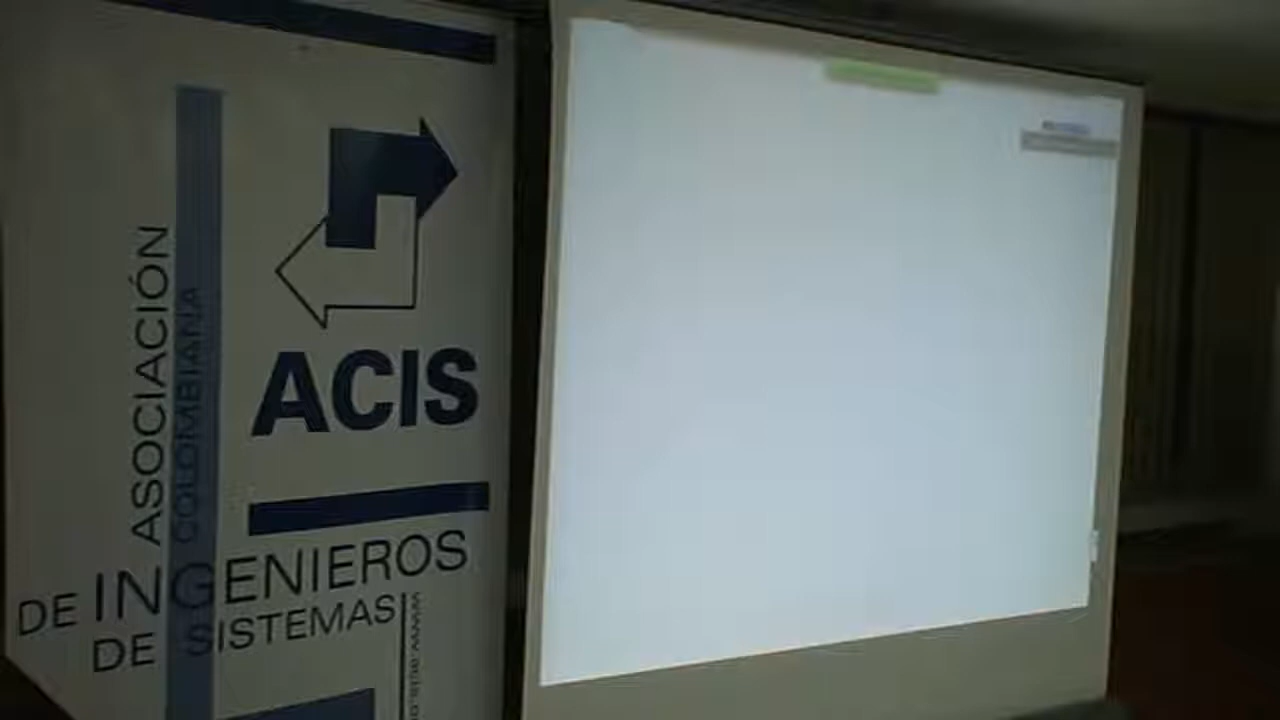 ACIS
ASOCIACIÓN
COLOMBIANA
DE INGENIEROS
DE SISTEMAS